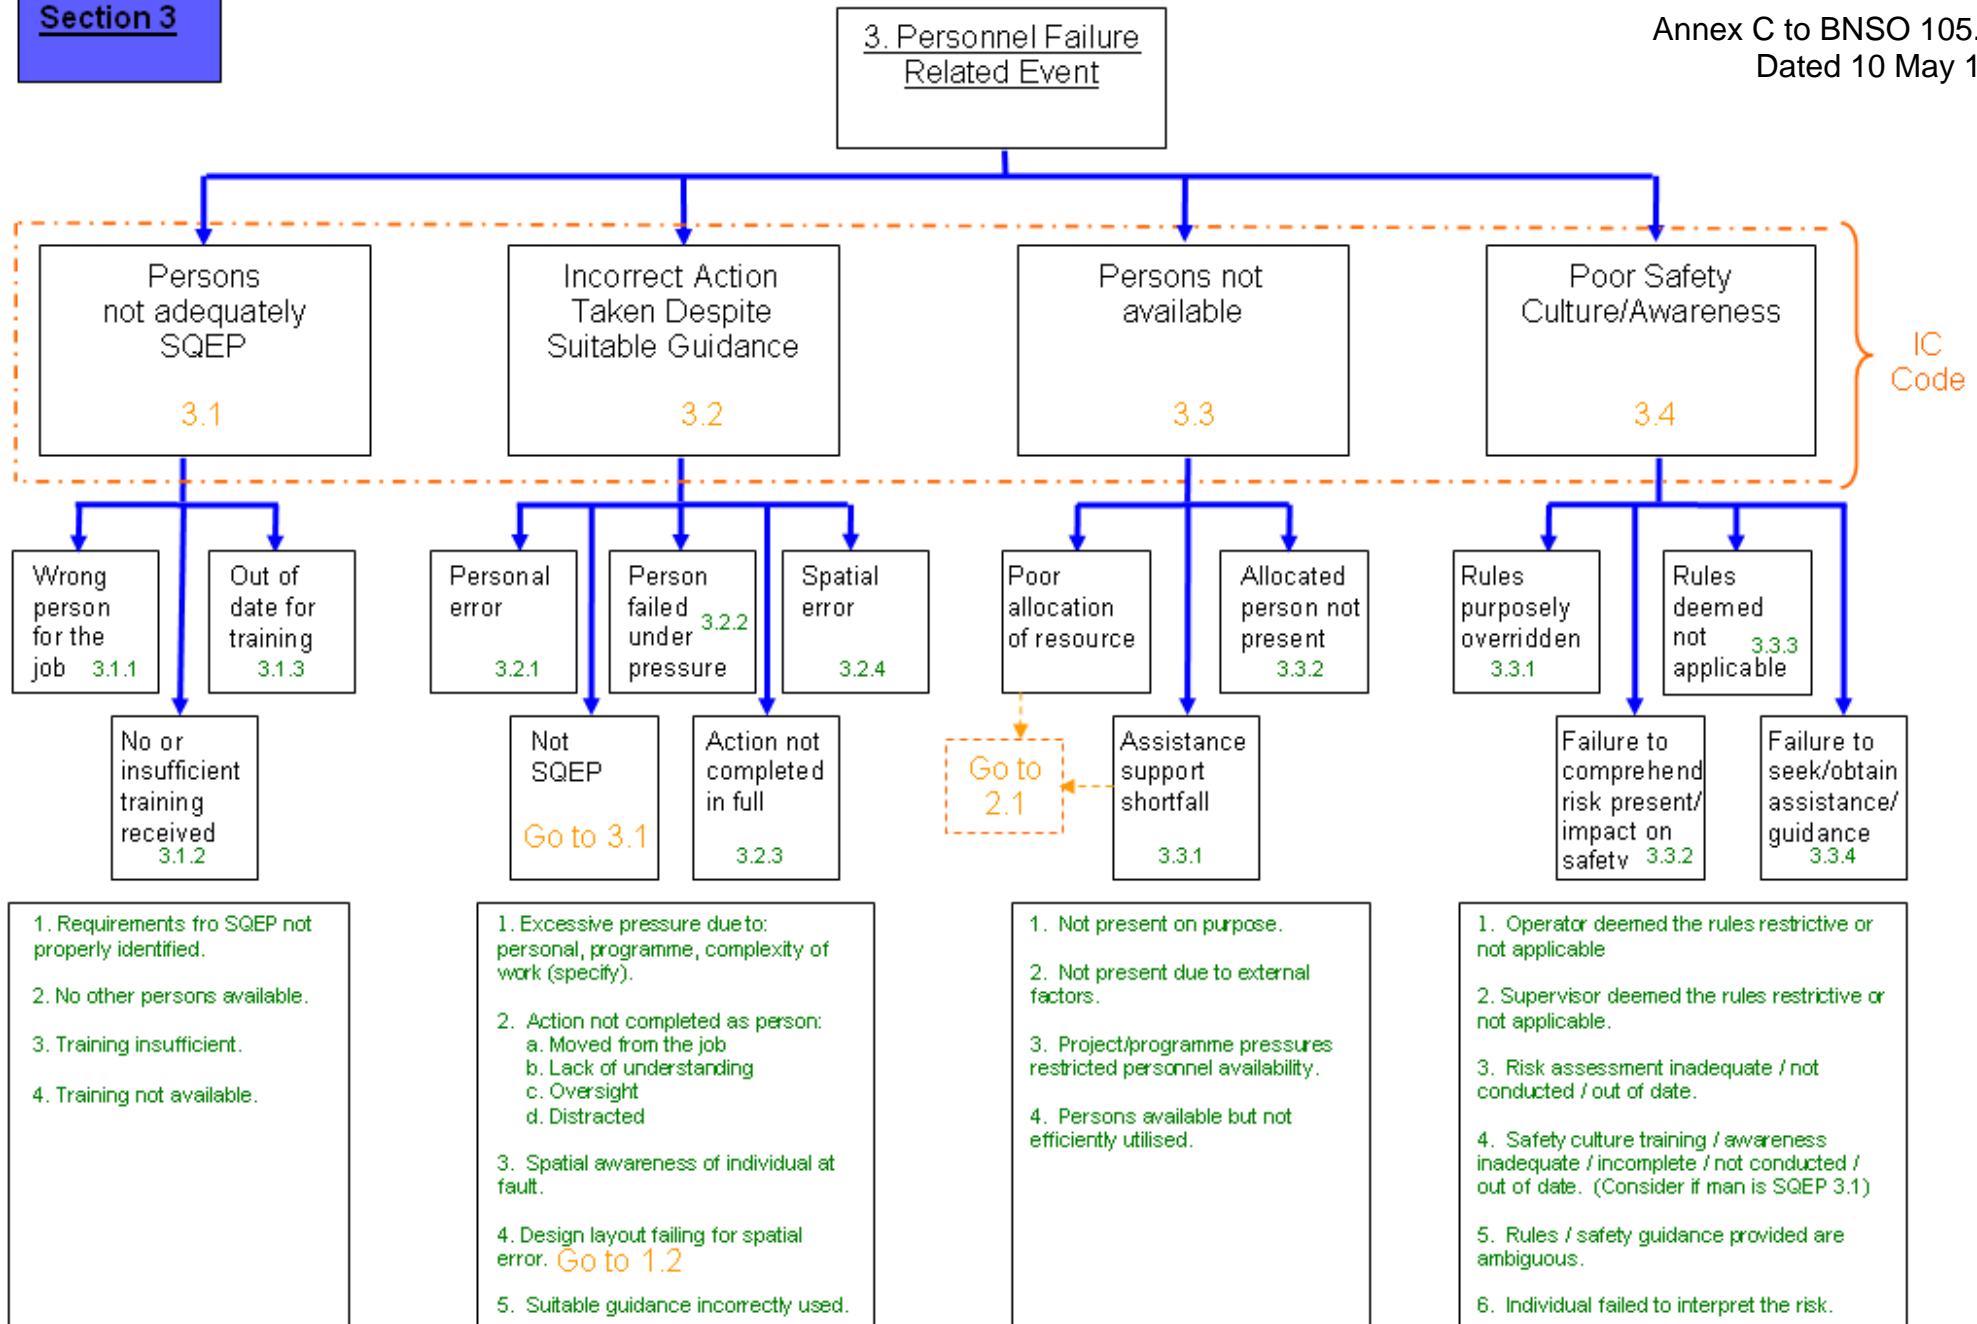 Section 3
3. Personnel Failure
Related Event
Annex C to BNSO 105.
Dated 10 May 1
Persons
not adequately
SQEP
3.1
Incorrect Action
Taken Despite
Suitable Guidance
3.2
Persons not
available
3.3
Poor Safety
Culture/Awareness
3.4
IC
Code
Wrong
person
for the
job 3.1.1
Out of
date for
training
3.1.3
No or
insufficient
training
received
3.1.2
Personal
error
3.2.1
Person
failed
under 3.2.2
pressure
Spatial
error
3.2.4
Not
SQEP
Go to 3.1
Action not
completed
in full
3.2.3
Poor
allocation
of resource
Allocated
person not
present
3.3.2
Go to
2.1
Assistance
support
shortfall
3.3.1
Rules
purposely
overridden
3.3.1
Rules
deemed
not 3.3.3
applicable
Failure to
comprehend
risk present/
impact on
safety 3.3.2
Failure to
seek/obtain
assistance/
guidance
3.3.4
1. Requirements fro SQEP not
properly identified.
2. No other persons available.
3. Training insufficient.
4. Training not available.
1. Excessive pressure due to:
personal, programme, complexity of
work (specify).
2. Action not completed as person:
a. Moved from the job
b. Lack of understanding
c. Oversight
d. Distracted
3. Spatial awareness of individual at
fault.
4. Design layout failing for spatial
error. Go to 1.2
5. Suitable guidance incorrectly used.
1. Not present on purpose.
2. Not present due to external
factors.
3. Project/programme pressures
restricted personnel availability.
4. Persons available but not
efficiently utilised.
1. Operator deemed the rules restrictive or
not applicable
2. Supervisor deemed the rules restrictive or
not applicable.
3. Risk assessment inadequate / not
conducted / out of date.
4. Safety culture training / awareness
inadequate / incomplete / not conducted /
out of date. (Consider if man is SQEP 3.1)
5. Rules / safety guidance provided are
ambiguous.
6. Individual failed to interpret the risk.